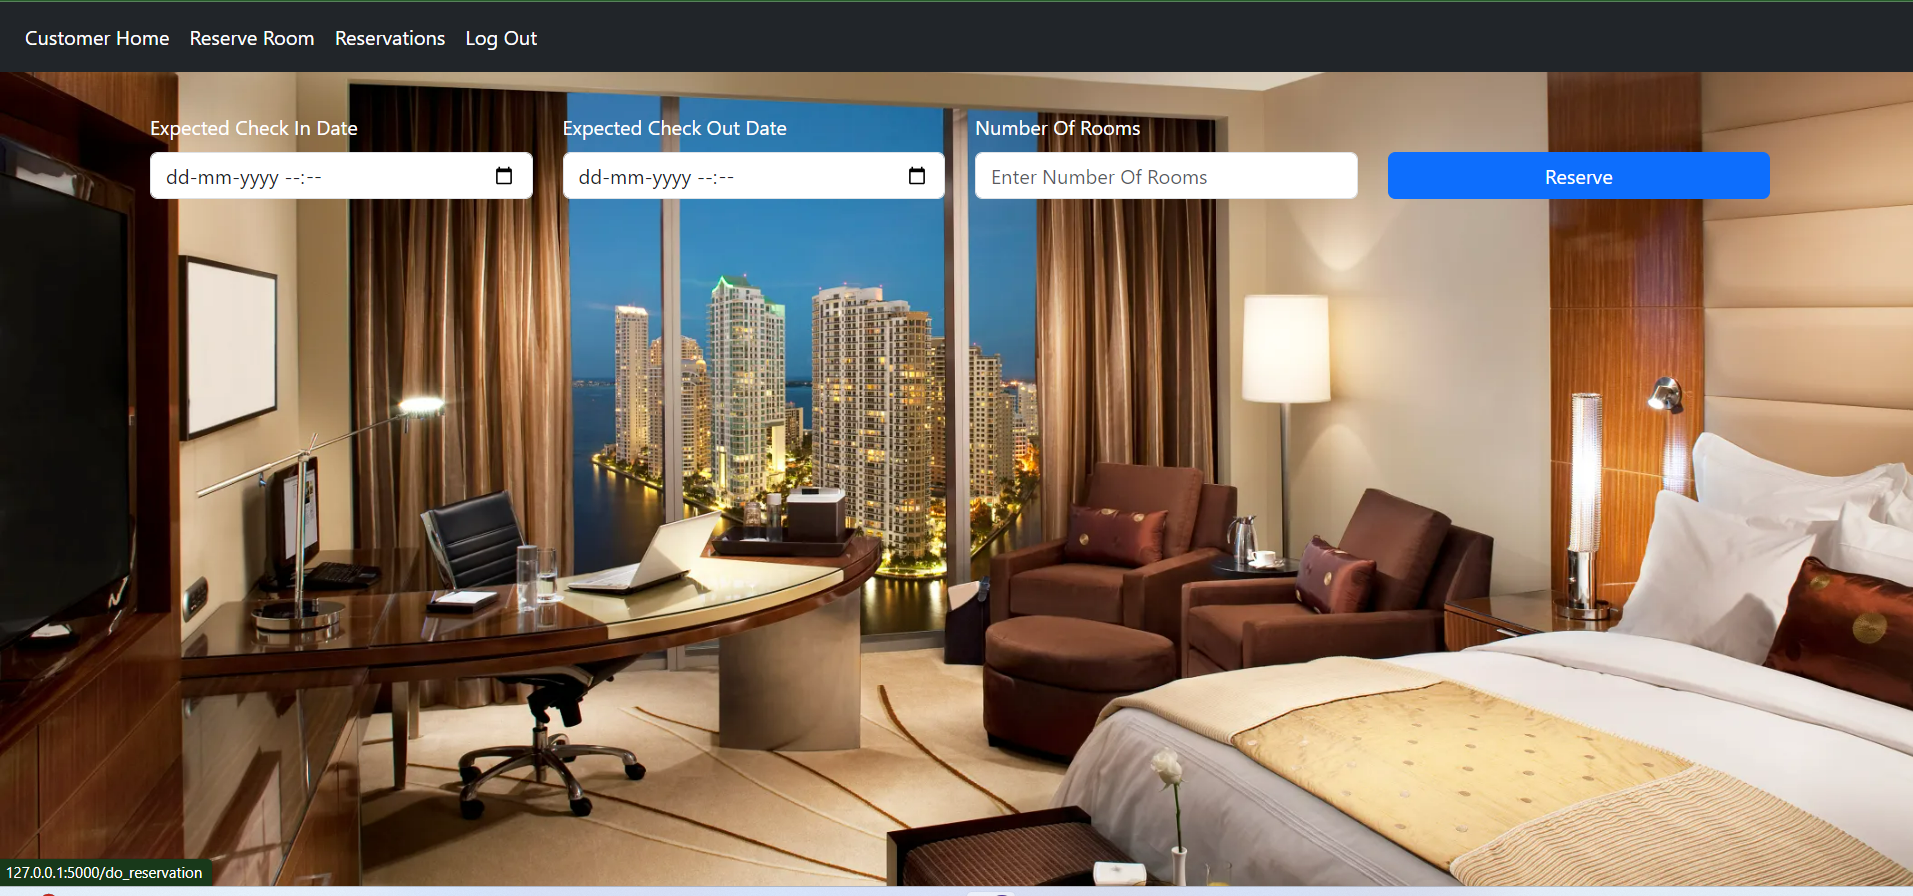 Customer Home Reserve Room Reservations Log Out
Expected Check In Date Expected Check Out Date Number Of Rooms
dd-mm-yyyy --:-- dd-mm-yyyy --:-- Enter Number Of Rooms Reserve
127.0.0.1:5000/do_reservation